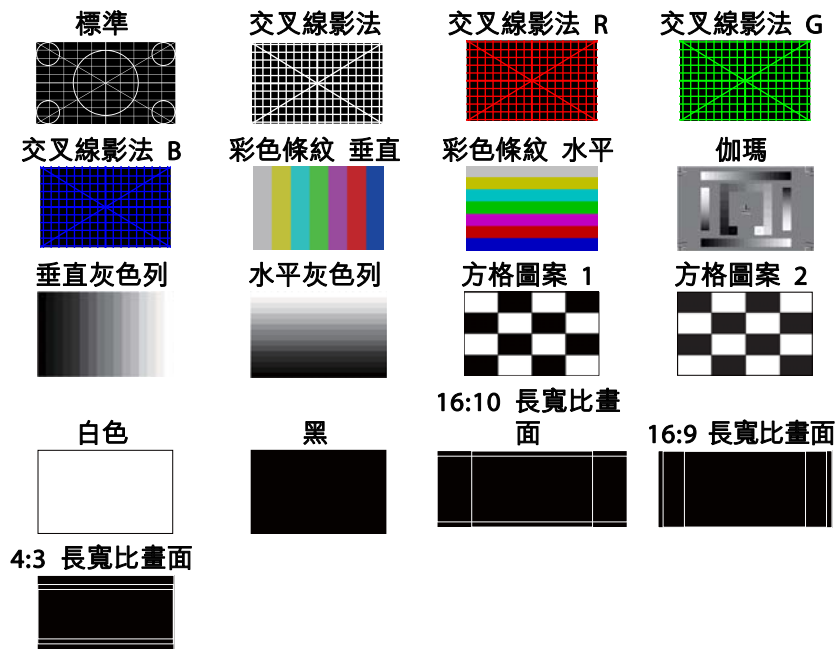 標準
交叉線影法
交叉線影法 R
交叉線影法 G
交叉線影法 B
彩色條紋 垂直
彩色條紋 水平
伽瑪
垂直灰色列
水平灰色列
方格圖案 1
方格圖案 2
白色
黑
16:10 長寬比畫
面
16:9 長寬比畫面
4:3 長寬比畫面